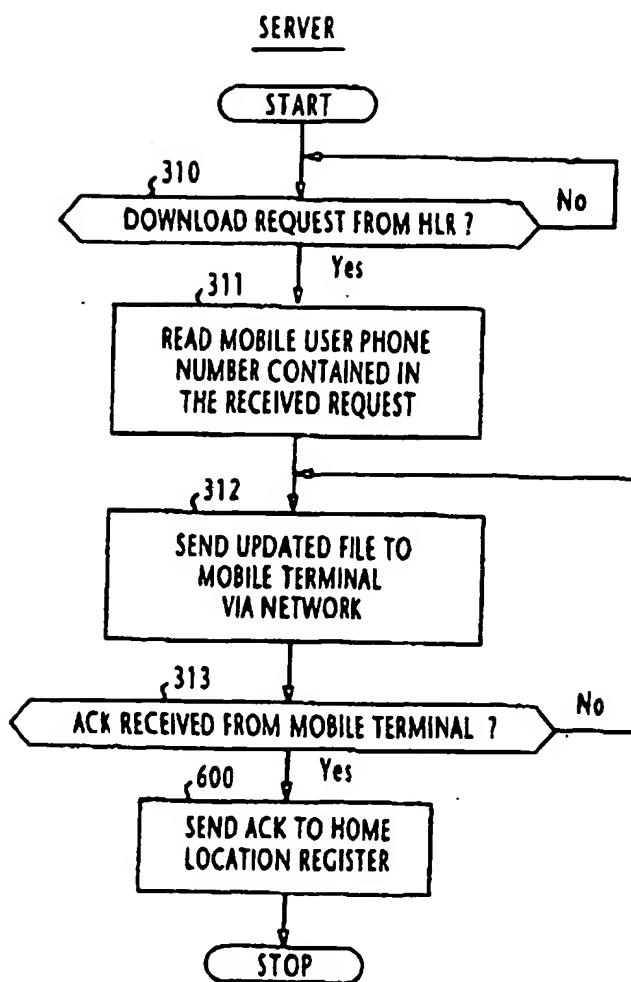 SERVER
START
310
DOWNLOAD REQUEST FROM HLR ?
No
Yes
311
READ MOBILE USER PHONE
NUMBER CONTAINED IN
THE RECEIVED REQUEST
312
SEND UPDATED FILE TO
MOBILE TERMINAL
VIA NETWORK
313
ACK RECEIVED FROM MOBILE TERMINAL ?
No
Yes
600
SEND ACK TO HOME
LOCATION REGISTER
STOP